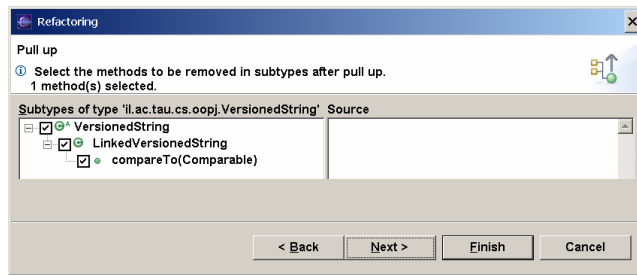 Refactoring
Pull up
Select the methods to be removed in subtypes after pull up.
1 method(s) selected.
Subtypes of type 'il.ac.tau.cs.oopj.VersionedString' Source
VersionedString
LinkedVersionedString
compareTo(Comparable)
< Back Next > Finish Cancel